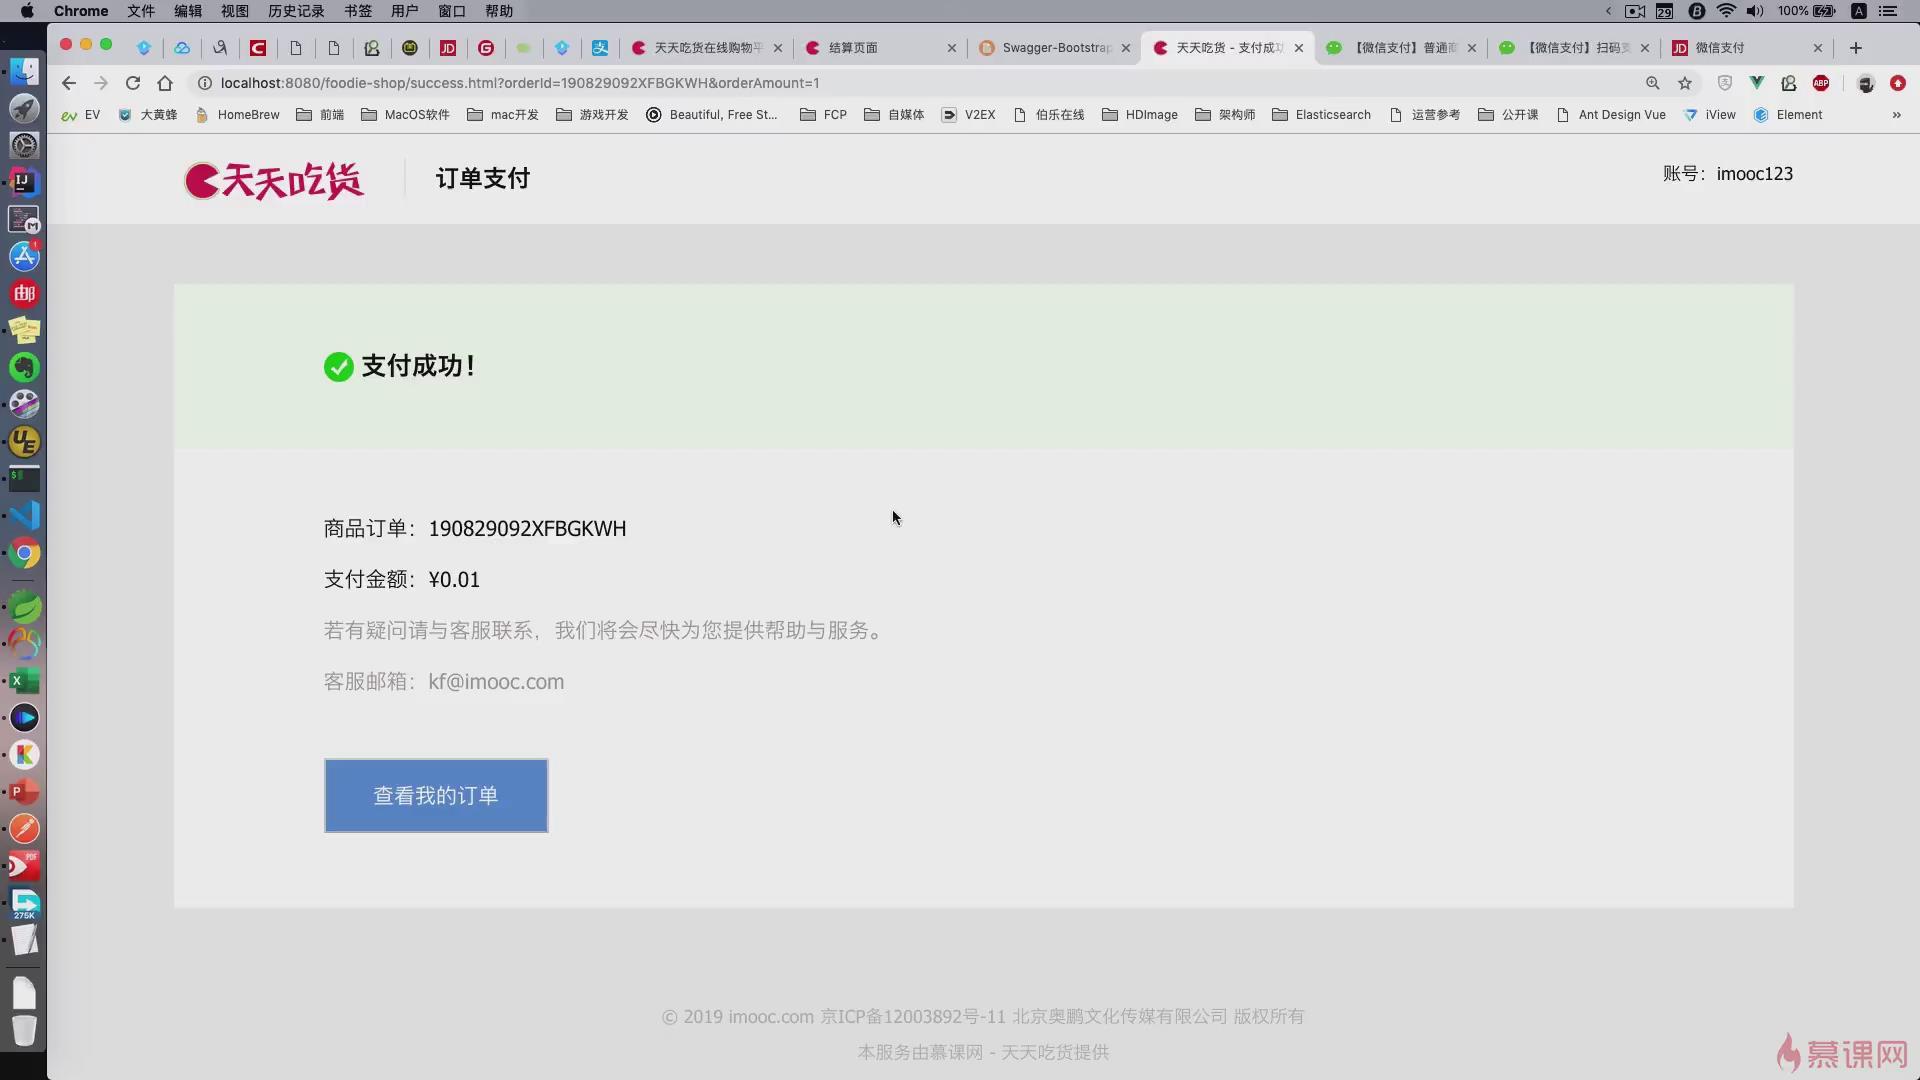 Chrome 文件 编辑 视图 历史记录 书签 用户 窗口 帮助 29 100% A
天天吃货在线购物平 结算页面 Swagger-Bootstrap 天天吃货 - 支付成功 【微信支付】普通商 【微信支付】扫码支 微信支付
localhost:8080/foodie-shop/success.html?orderId=190829092XFBGKWH&orderAmount=1
EV 大黄蜂 HomeBrew 前端 MacOS软件 mac开发 游戏开发 Beautiful, Free St... FCP 自媒体 V2EX 伯乐在线 HDImage 架构师 Elasticsearch 运营参考 公开课 Ant Design Vue iView Element »
天天吃货 订单支付 账号：imooc123
支付成功！
商品订单：190829092XFBGKWH
支付金额：¥0.01
若有疑问请与客服联系，我们将会尽快为您提供帮助与服务。
客服邮箱：kf@imooc.com
查看我的订单
275K
© 2019 imooc.com 京ICP备12003892号-11 北京奥鹏文化传媒有限公司 版权所有
本服务由慕课网 - 天天吃货提供
慕课网